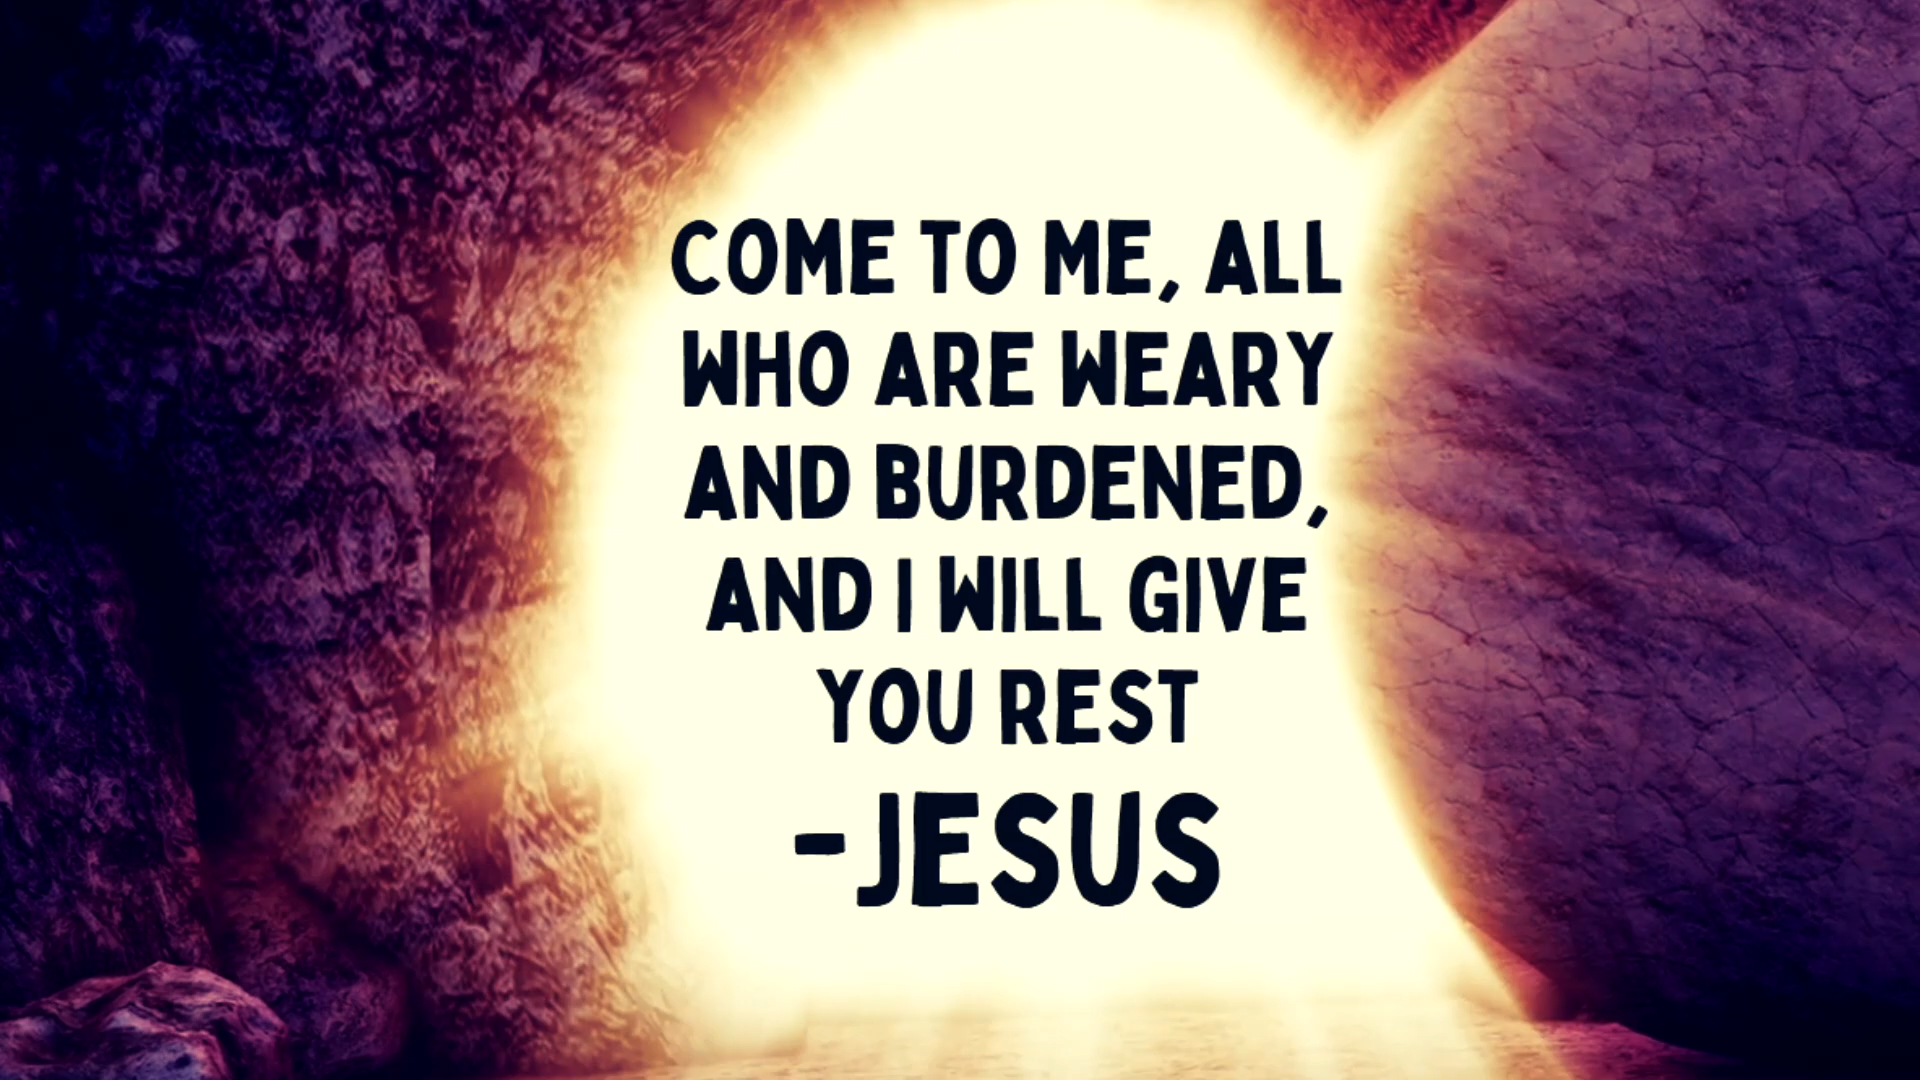 COME TO ME, ALL
WHO ARE WEARY
AND BURDENED,
AND I WILL GIVE
YOU REST
-JESUS